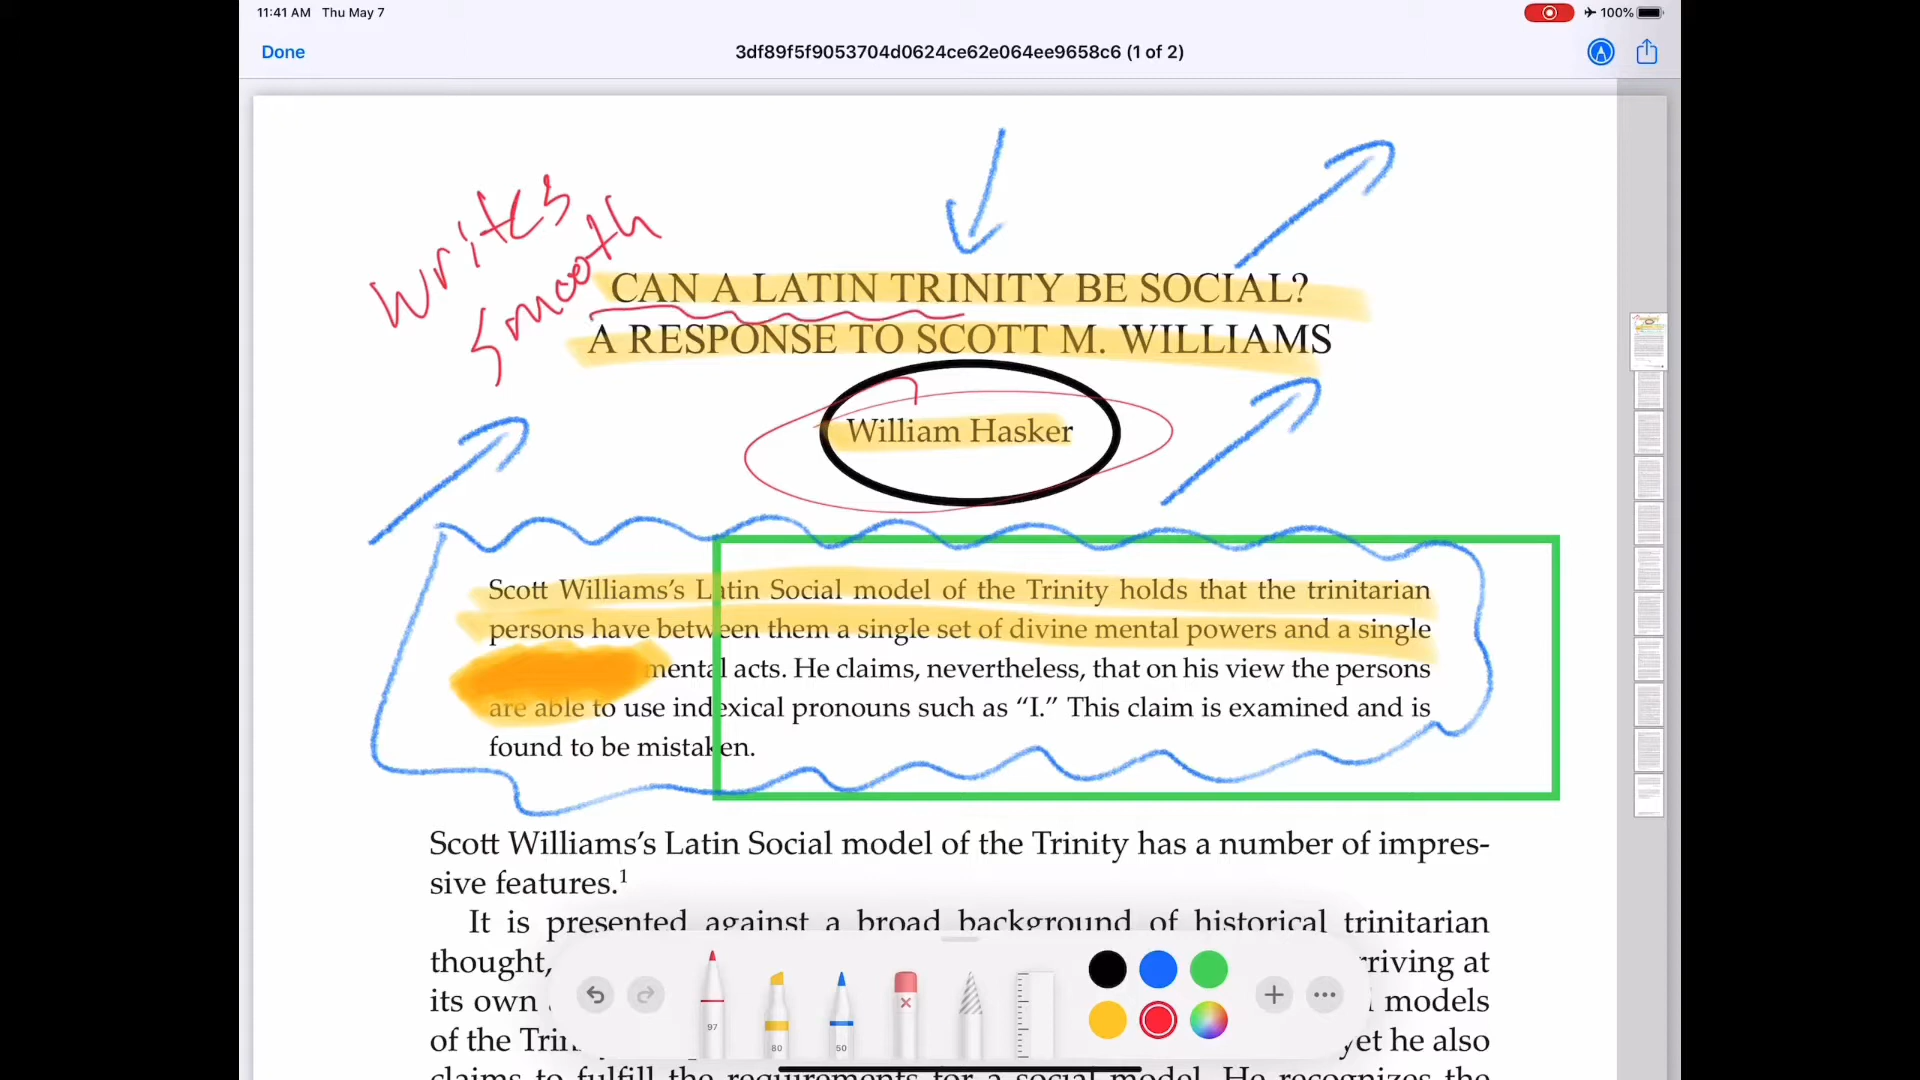 11:41 AM Thu May 7
100%
Done
3df89f5f9053704d0624ce62e064ee9658c6 (1 of 2)
writes
smooth
CAN A LATIN TRINITY BE SOCIAL?
A RESPONSE TO SCOTT M. WILLIAMS
William Hasker
Scott Williams’s Latin Social model of the Trinity holds that the trinitarian
persons have between them a single set of divine mental powers and a single
mental acts. He claims, nevertheless, that on his view the persons
are able to use indexical pronouns such as “I.” This claim is examined and is
found to be mistaken.
Scott Williams’s Latin Social model of the Trinity has a number of impres-
sive features.1
It is presented against a broad background of historical trinitarian
thought, rriving at
its own models
of the Trin yet he also
claims to fulfill the requirements for a social model. He recognizes the
97
80
50